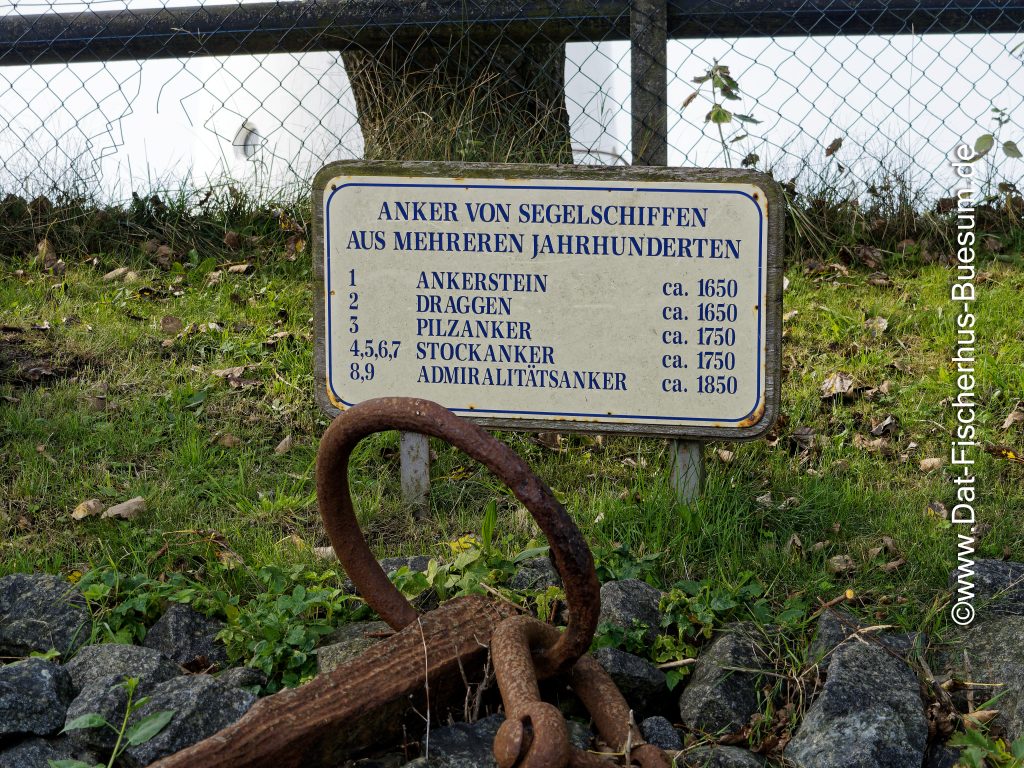 ANKER VON SEGELSCHIFFEN
AUS MEHREREN JAHRHUNDERTEN
1 ANKERSTEIN ca. 1650
2 DRAGGEN ca. 1650
3 PILZANKER ca. 1750
4,5,6,7 STOCKANKER ca. 1750
8,9 ADMIRALITÄTSANKER ca. 1850
©www.Dat-Fischerhus-Buesum.de